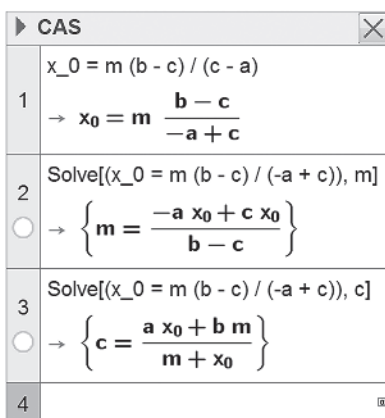 CAS
x_0 = m (b - c) / (c - a)
1
→ x₀ = m (b − c)/(−a + c)
Solve[(x_0 = m (b - c) / (-a + c)), m]
2
→ {m = (−a x₀ + c x₀)/(b − c)}
Solve[(x_0 = m (b - c) / (-a + c)), c]
3
→ {c = (a x₀ + b m)/(m + x₀)}
4